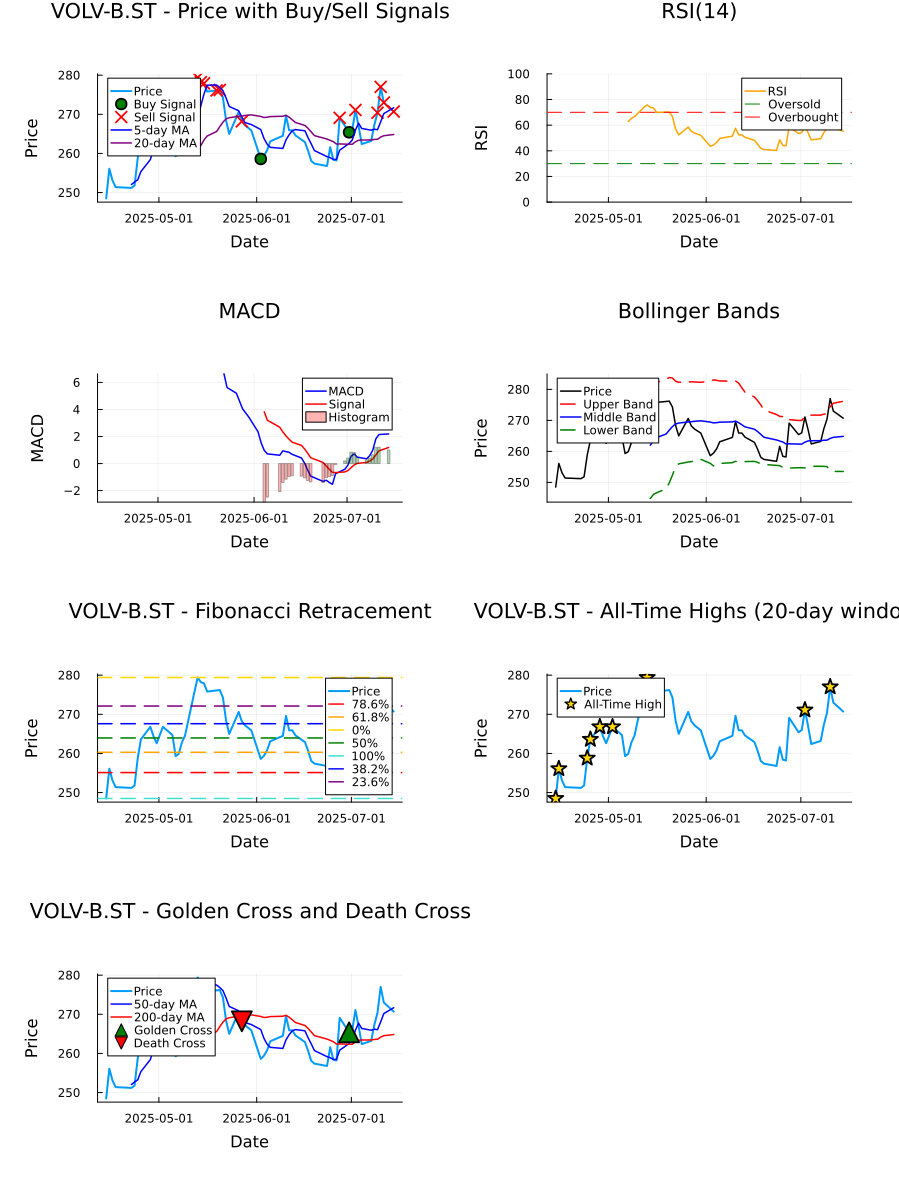 VOLV-B.ST - Price with Buy/Sell Signals
Price
280
270
260
250
Price
Buy Signal
Sell Signal
5-day MA
20-day MA
2025-05-01
2025-06-01
2025-07-01
Date
RSI(14)
RSI
100
80
60
40
20
0
RSI
Oversold
Overbought
2025-05-01
2025-06-01
2025-07-01
Date
MACD
MACD
6
4
2
0
−2
MACD
Signal
Histogram
2025-05-01
2025-06-01
2025-07-01
Date
Bollinger Bands
Price
280
270
260
250
Price
Upper Band
Middle Band
Lower Band
2025-05-01
2025-06-01
2025-07-01
Date
VOLV-B.ST - Fibonacci Retracement
Price
280
270
260
250
Price
78.6%
61.8%
0%
50%
100%
38.2%
23.6%
2025-05-01
2025-06-01
2025-07-01
Date
VOLV-B.ST - All-Time Highs (20-day windo
Price
280
270
260
250
Price
All-Time High
2025-05-01
2025-06-01
2025-07-01
Date
VOLV-B.ST - Golden Cross and Death Cross
Price
280
270
260
250
Price
50-day MA
200-day MA
Golden Cross
Death Cross
2025-05-01
2025-06-01
2025-07-01
Date